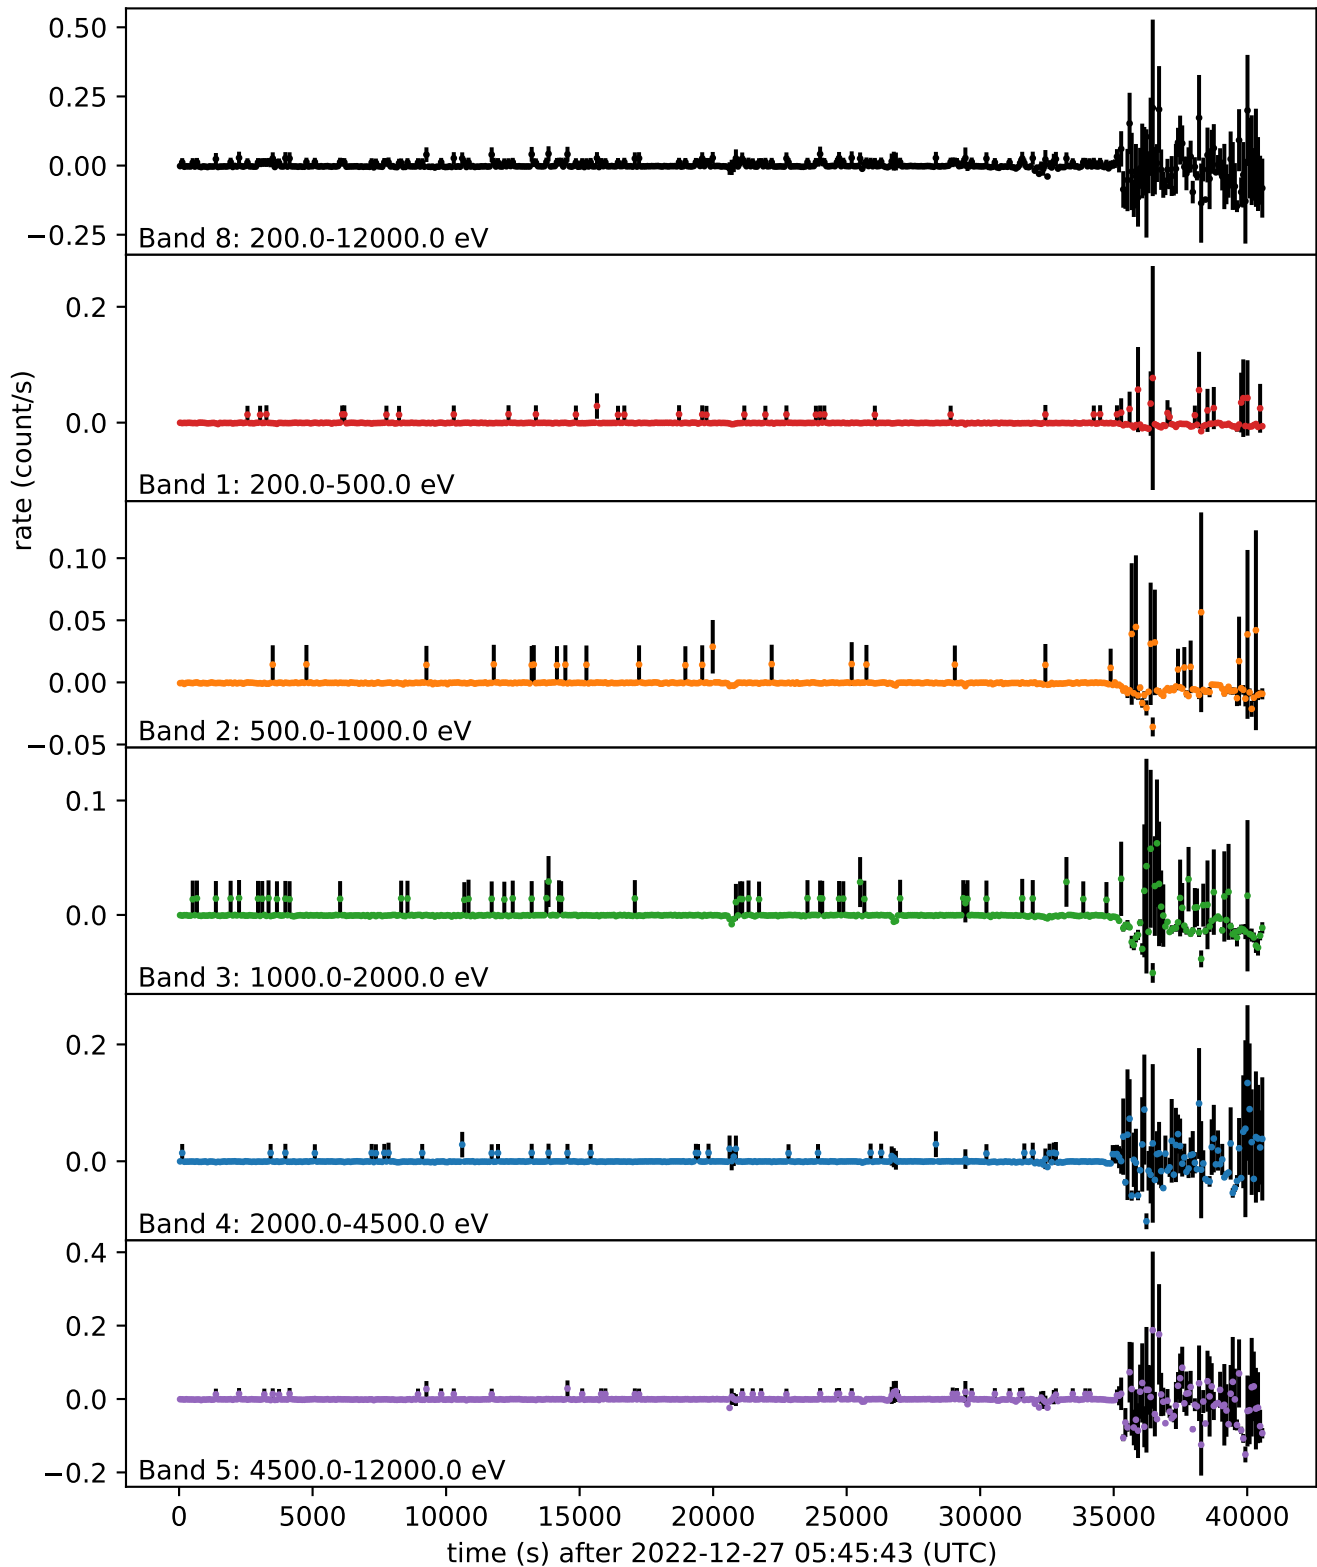 0.50
0.25
0.00
−0.25
Band 8: 200.0-12000.0 eV
0.2
0.0
Band 1: 200.0-500.0 eV
rate (count/s)
0.10
0.05
0.00
−0.05
Band 2: 500.0-1000.0 eV
0.1
0.0
Band 3: 1000.0-2000.0 eV
0.2
0.0
Band 4: 2000.0-4500.0 eV
0.4
0.2
0.0
−0.2
Band 5: 4500.0-12000.0 eV
0 5000 10000 15000 20000 25000 30000 35000 40000
time (s) after 2022-12-27 05:45:43 (UTC)